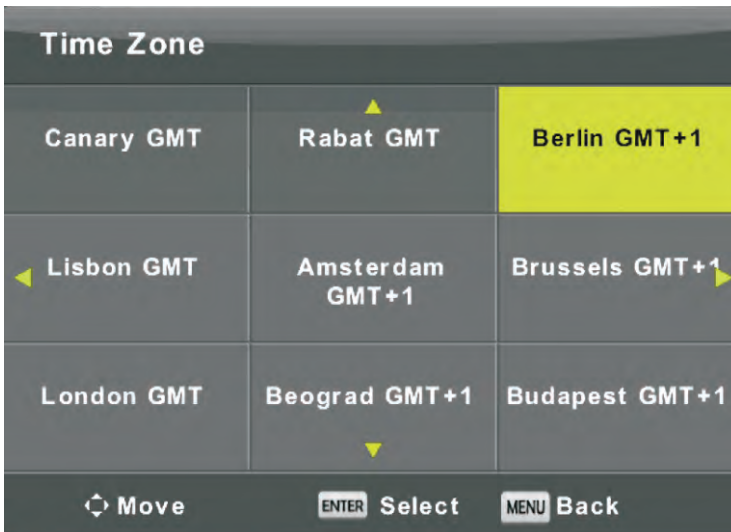 Time Zone
Canary GMT
Rabat GMT
Berlin GMT+1
Lisbon GMT
Amsterdam
GMT+1
Brussels GMT+1
London GMT
Beograd GMT+1
Budapest GMT+1
Move
ENTER Select
MENU Back